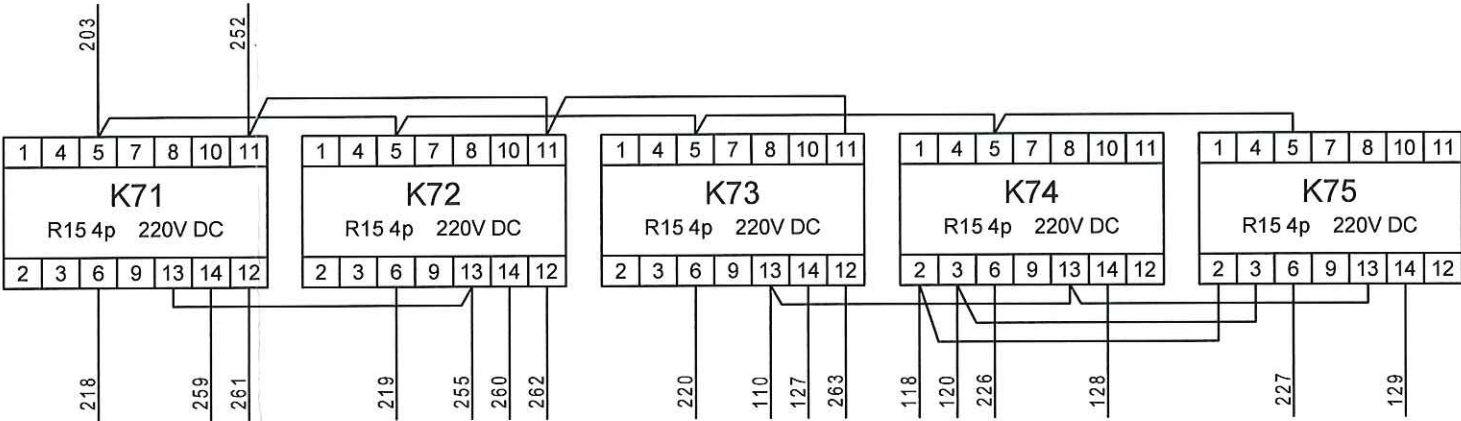 203 252
1 4 5 7 8 10 11 1 4 5 7 8 10 11 1 4 5 7 8 10 11 1 4 5 7 8 10 11 1 4 5 7 8 10 11
K71 K72 K73 K74 K75
R15 4p 220V DC R15 4p 220V DC R15 4p 220V DC R15 4p 220V DC R15 4p 220V DC
2 3 6 9 13 14 12 2 3 6 9 13 14 12 2 3 6 9 13 14 12 2 3 6 9 13 14 12 2 3 6 9 13 14 12
218 259 261 219 255 260 262 220 110 127 263 118 120 226 128 227 129